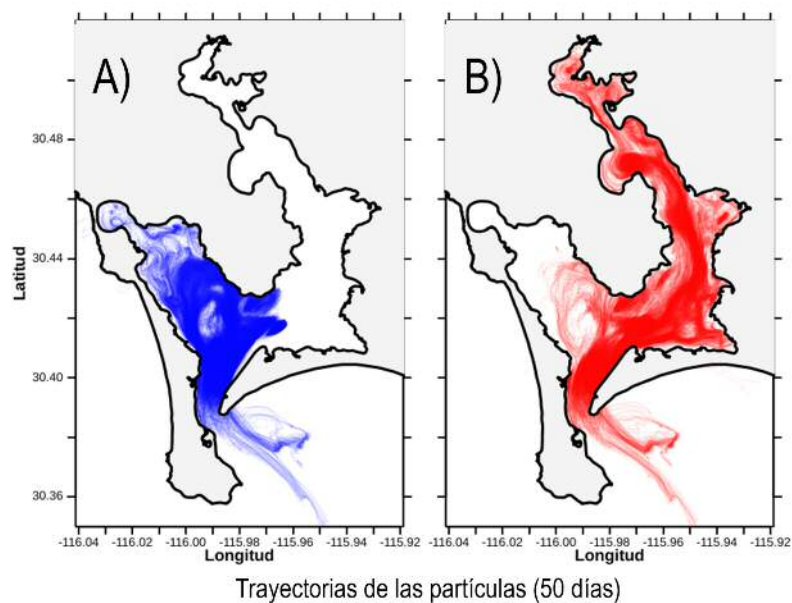 A)
B)
30.48
30.44
30.40
30.36
Latitud
-116.04 -116.02 -116.00 -115.98 -115.96 -115.94 -115.92
-116.04 -116.02 -116.00 -115.98 -115.96 -115.94 -115.92
Longitud
Longitud
Trayectorias de las partículas (50 días)